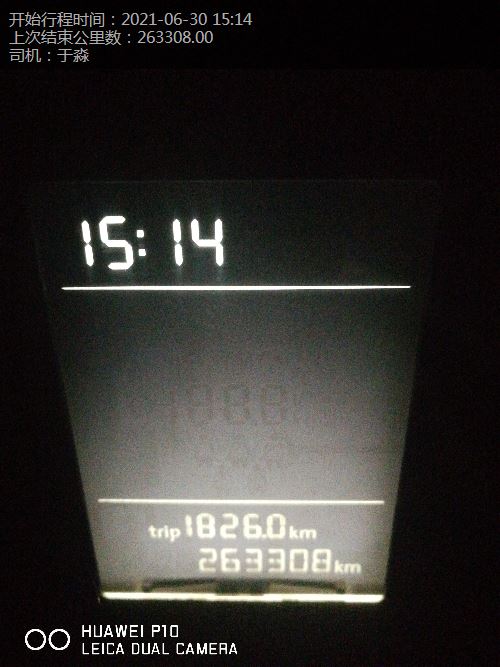 开始行程时间：2021-06-30 15:14
上次结束公里数：263308.00
司机：于淼
15:14
trip 1826.0 km
263308 km
HUAWEI P10
LEICA DUAL CAMERA